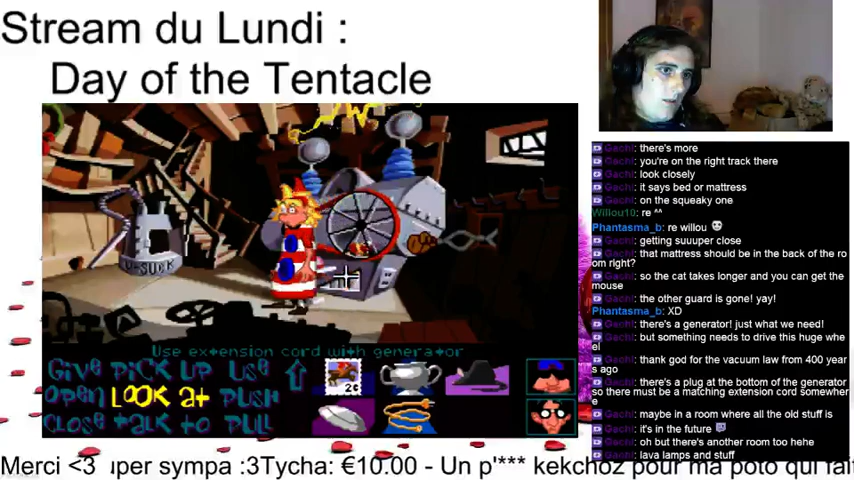 Stream du Lundi :
Day of the Tentacle
U-SUCK
Use extension cord with generator
Give Pick up Use
Open Look at Push
Close Talk to Pull
2¢
Gachi: there's more
Gachi: you're on the right track there
Gachi: look closely
Gachi: it says bed or mattress
Gachi: on the squeaky one
Willou10: re ^^
Phantasma_b: re willou
Gachi: getting suuuper close
Gachi: that mattress should be in the back of the ro
om right?
Gachi: so the cat takes longer and you can get the
mouse
Gachi: the other guard is gone! yay!
Phantasma_b: XD
Gachi: there's a generator! just what we need!
Gachi: but something needs to drive this huge whe
el
Gachi: thank god for the vacuum law from 400 year
s ago
Gachi: there's a plug at the bottom of the generator
so there must be a matching extension cord somewher
e
Gachi: maybe in a room where all the old stuff is
Gachi: it's in the future
Gachi: oh but there's another room too hehe
Gachi: lava lamps and stuff
Merci <3 uper sympa :3Tycha: €10.00 - Un p'*** kekchoz pour ma poto qui fait